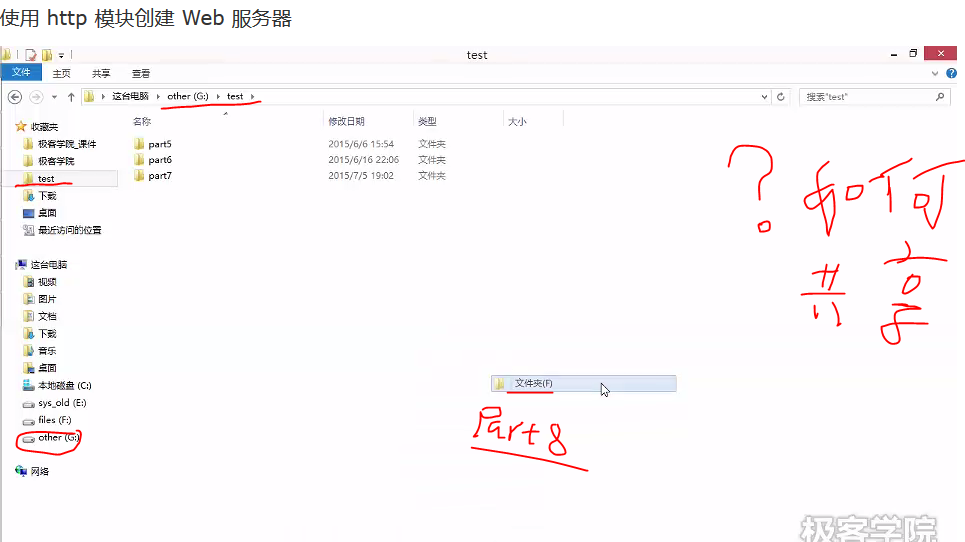 使用 http 模块创建 Web 服务器
test
文件 主页 共享 查看
这台电脑 other (G:) test
搜索"test"
名称 修改日期 类型 大小
收藏夹
极客学院_课件
极客学院
test
下载
桌面
最近访问的位置
part5 2015/6/6 15:54 文件夹
part6 2015/6/16 22:06 文件夹
part7 2015/7/5 19:02 文件夹
这台电脑
视频
图片
文档
下载
音乐
桌面
本地磁盘 (C:)
sys_old (E:)
files (F:)
other (G:)
网络
文件夹(F)
Part8
?
如何
共享
极客学院